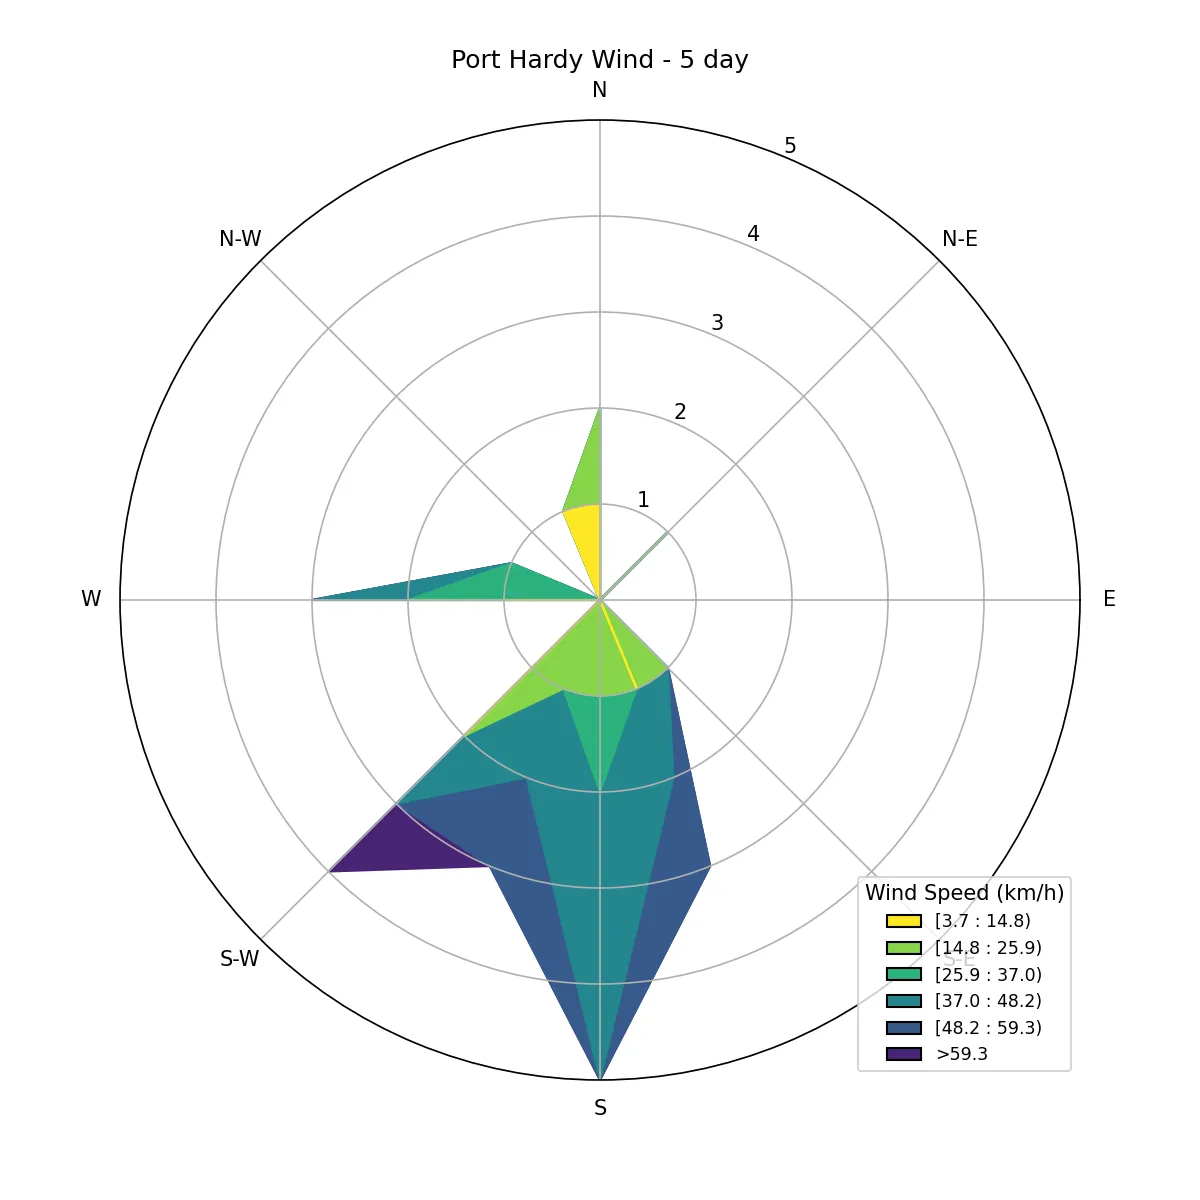 Port Hardy Wind - 5 day
N
5
N-W
4
N-E
3
2
1
W
E
S-W
S-E
S
Wind Speed (km/h)
[3.7 : 14.8)
[14.8 : 25.9)
[25.9 : 37.0)
[37.0 : 48.2)
[48.2 : 59.3)
>59.3